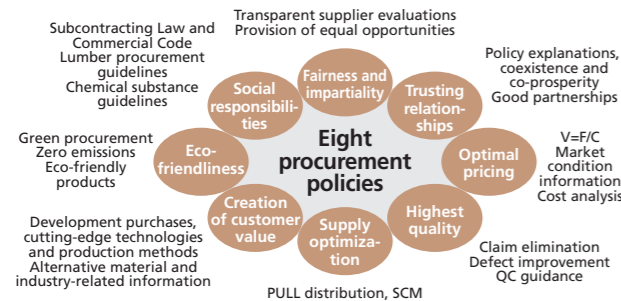 Transparent supplier evaluations
Provision of equal opportunities
Subcontracting Law and
Commercial Code
Lumber procurement
guidelines
Chemical substance
guidelines
Policy explanations,
coexistence and
co-prosperity
Good partnerships
Fairness and
impartiality
Social
responsibili-
ties
Trusting
relation-
ships
Green procurement
Zero emissions
Eco-friendly
products
Eco-
friendliness
Eight
procurement
policies
Optimal
pricing
V=F/C
Market
condition
information
Cost analysis
Creation
of customer
value
Supply
optimiza-
tion
Highest
quality
Development purchases,
cutting-edge technologies
and production methods
Alternative material and
industry-related information
Claim elimination
Defect improvement
QC guidance
PULL distribution, SCM